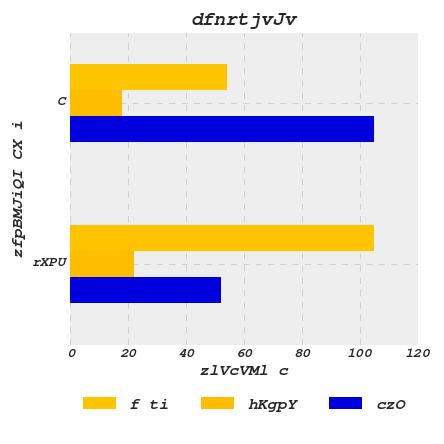 dfnrtjvJv
zfpBMJiQI CX i
C
rXPU
0 20 40 60 80 100 120
zlVcVMl c
f ti hKgpY czO